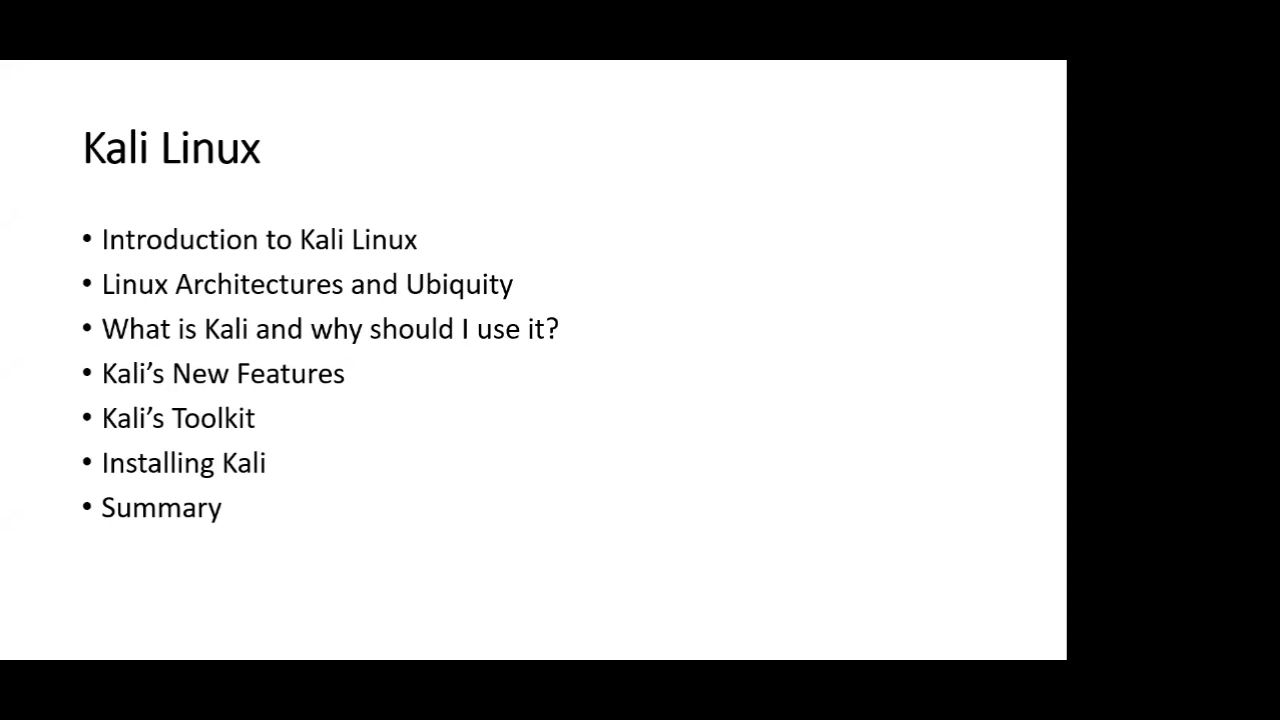 Kali Linux
• Introduction to Kali Linux
• Linux Architectures and Ubiquity
• What is Kali and why should I use it?
• Kali’s New Features
• Kali’s Toolkit
• Installing Kali
• Summary